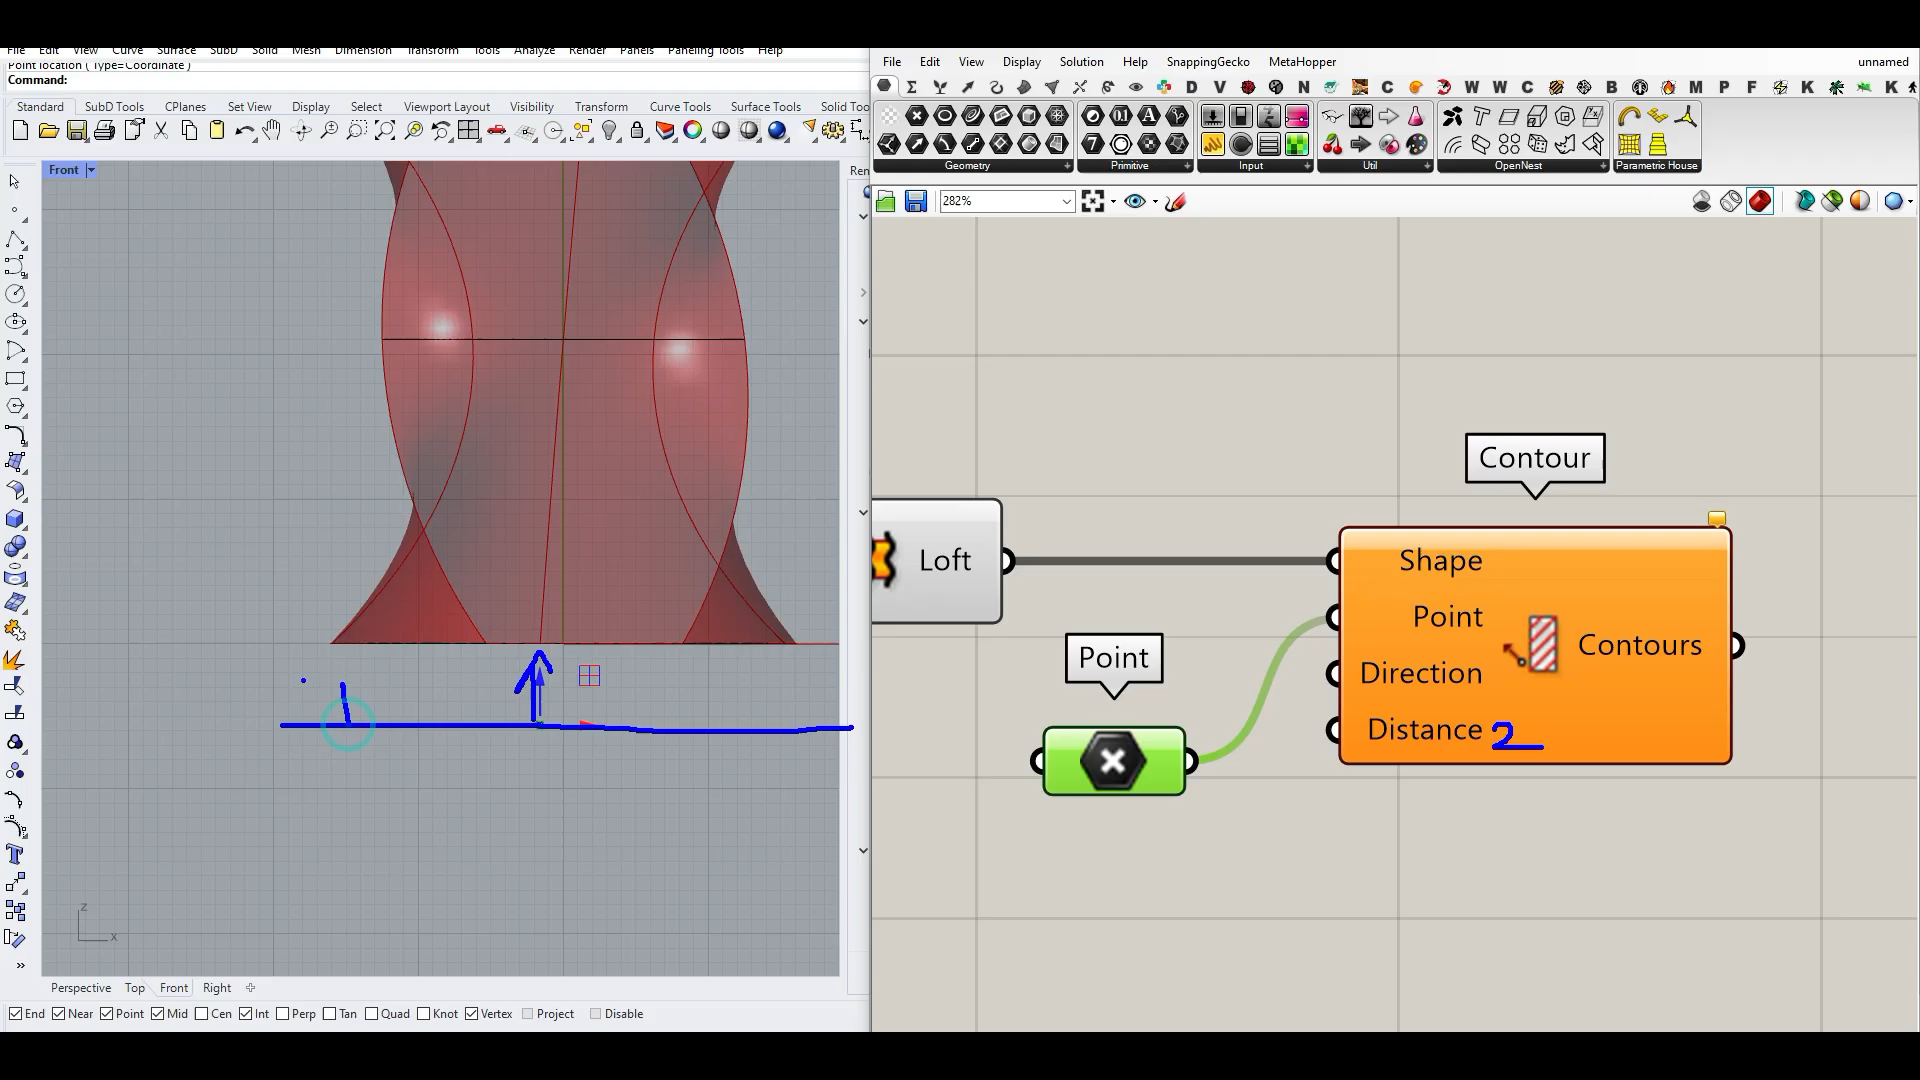 File Edit View Curve Surface SubD Solid Mesh Dimension Transform Tools Analyze Render Panels Paneling Tools Help
Point location ( Type=Coordinate )
Command:
Standard SubD Tools CPlanes Set View Display Select Viewport Layout Visibility Transform Curve Tools Surface Tools Solid Too
Front
Ren
z
x
Perspective Top Front Right
End Near Point Mid Cen Int Perp Tan Quad Knot Vertex Project Disable
File Edit View Display Solution Help SnappingGecko MetaHopper unnamed
D V N C W W C B M P F K K
Geometry Primitive Input Util OpenNest Parametric House
282%
Contour
Loft
Shape
Point
Direction
Distance 2
Contours
Point